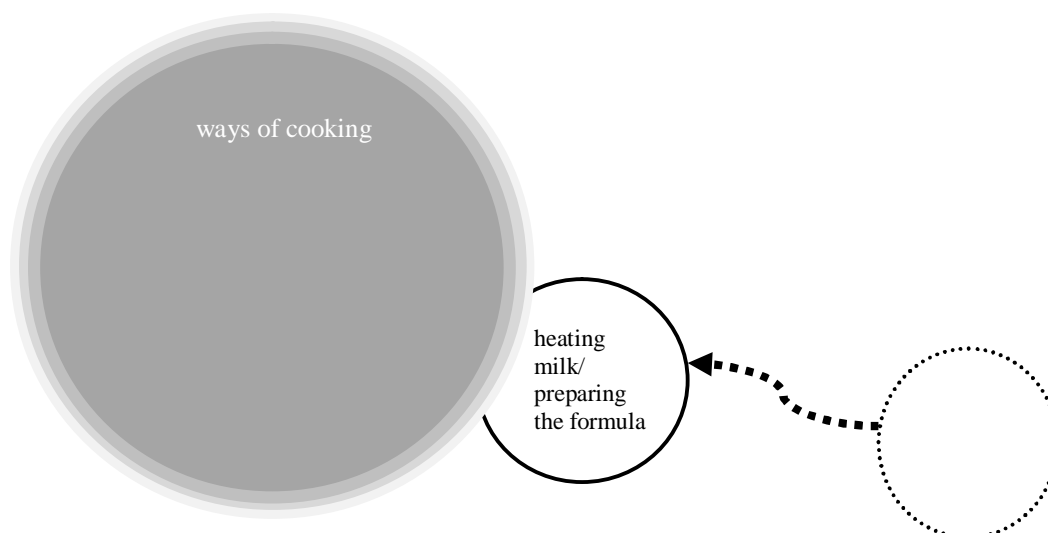 ways of cooking
heating
milk/
preparing
the formula